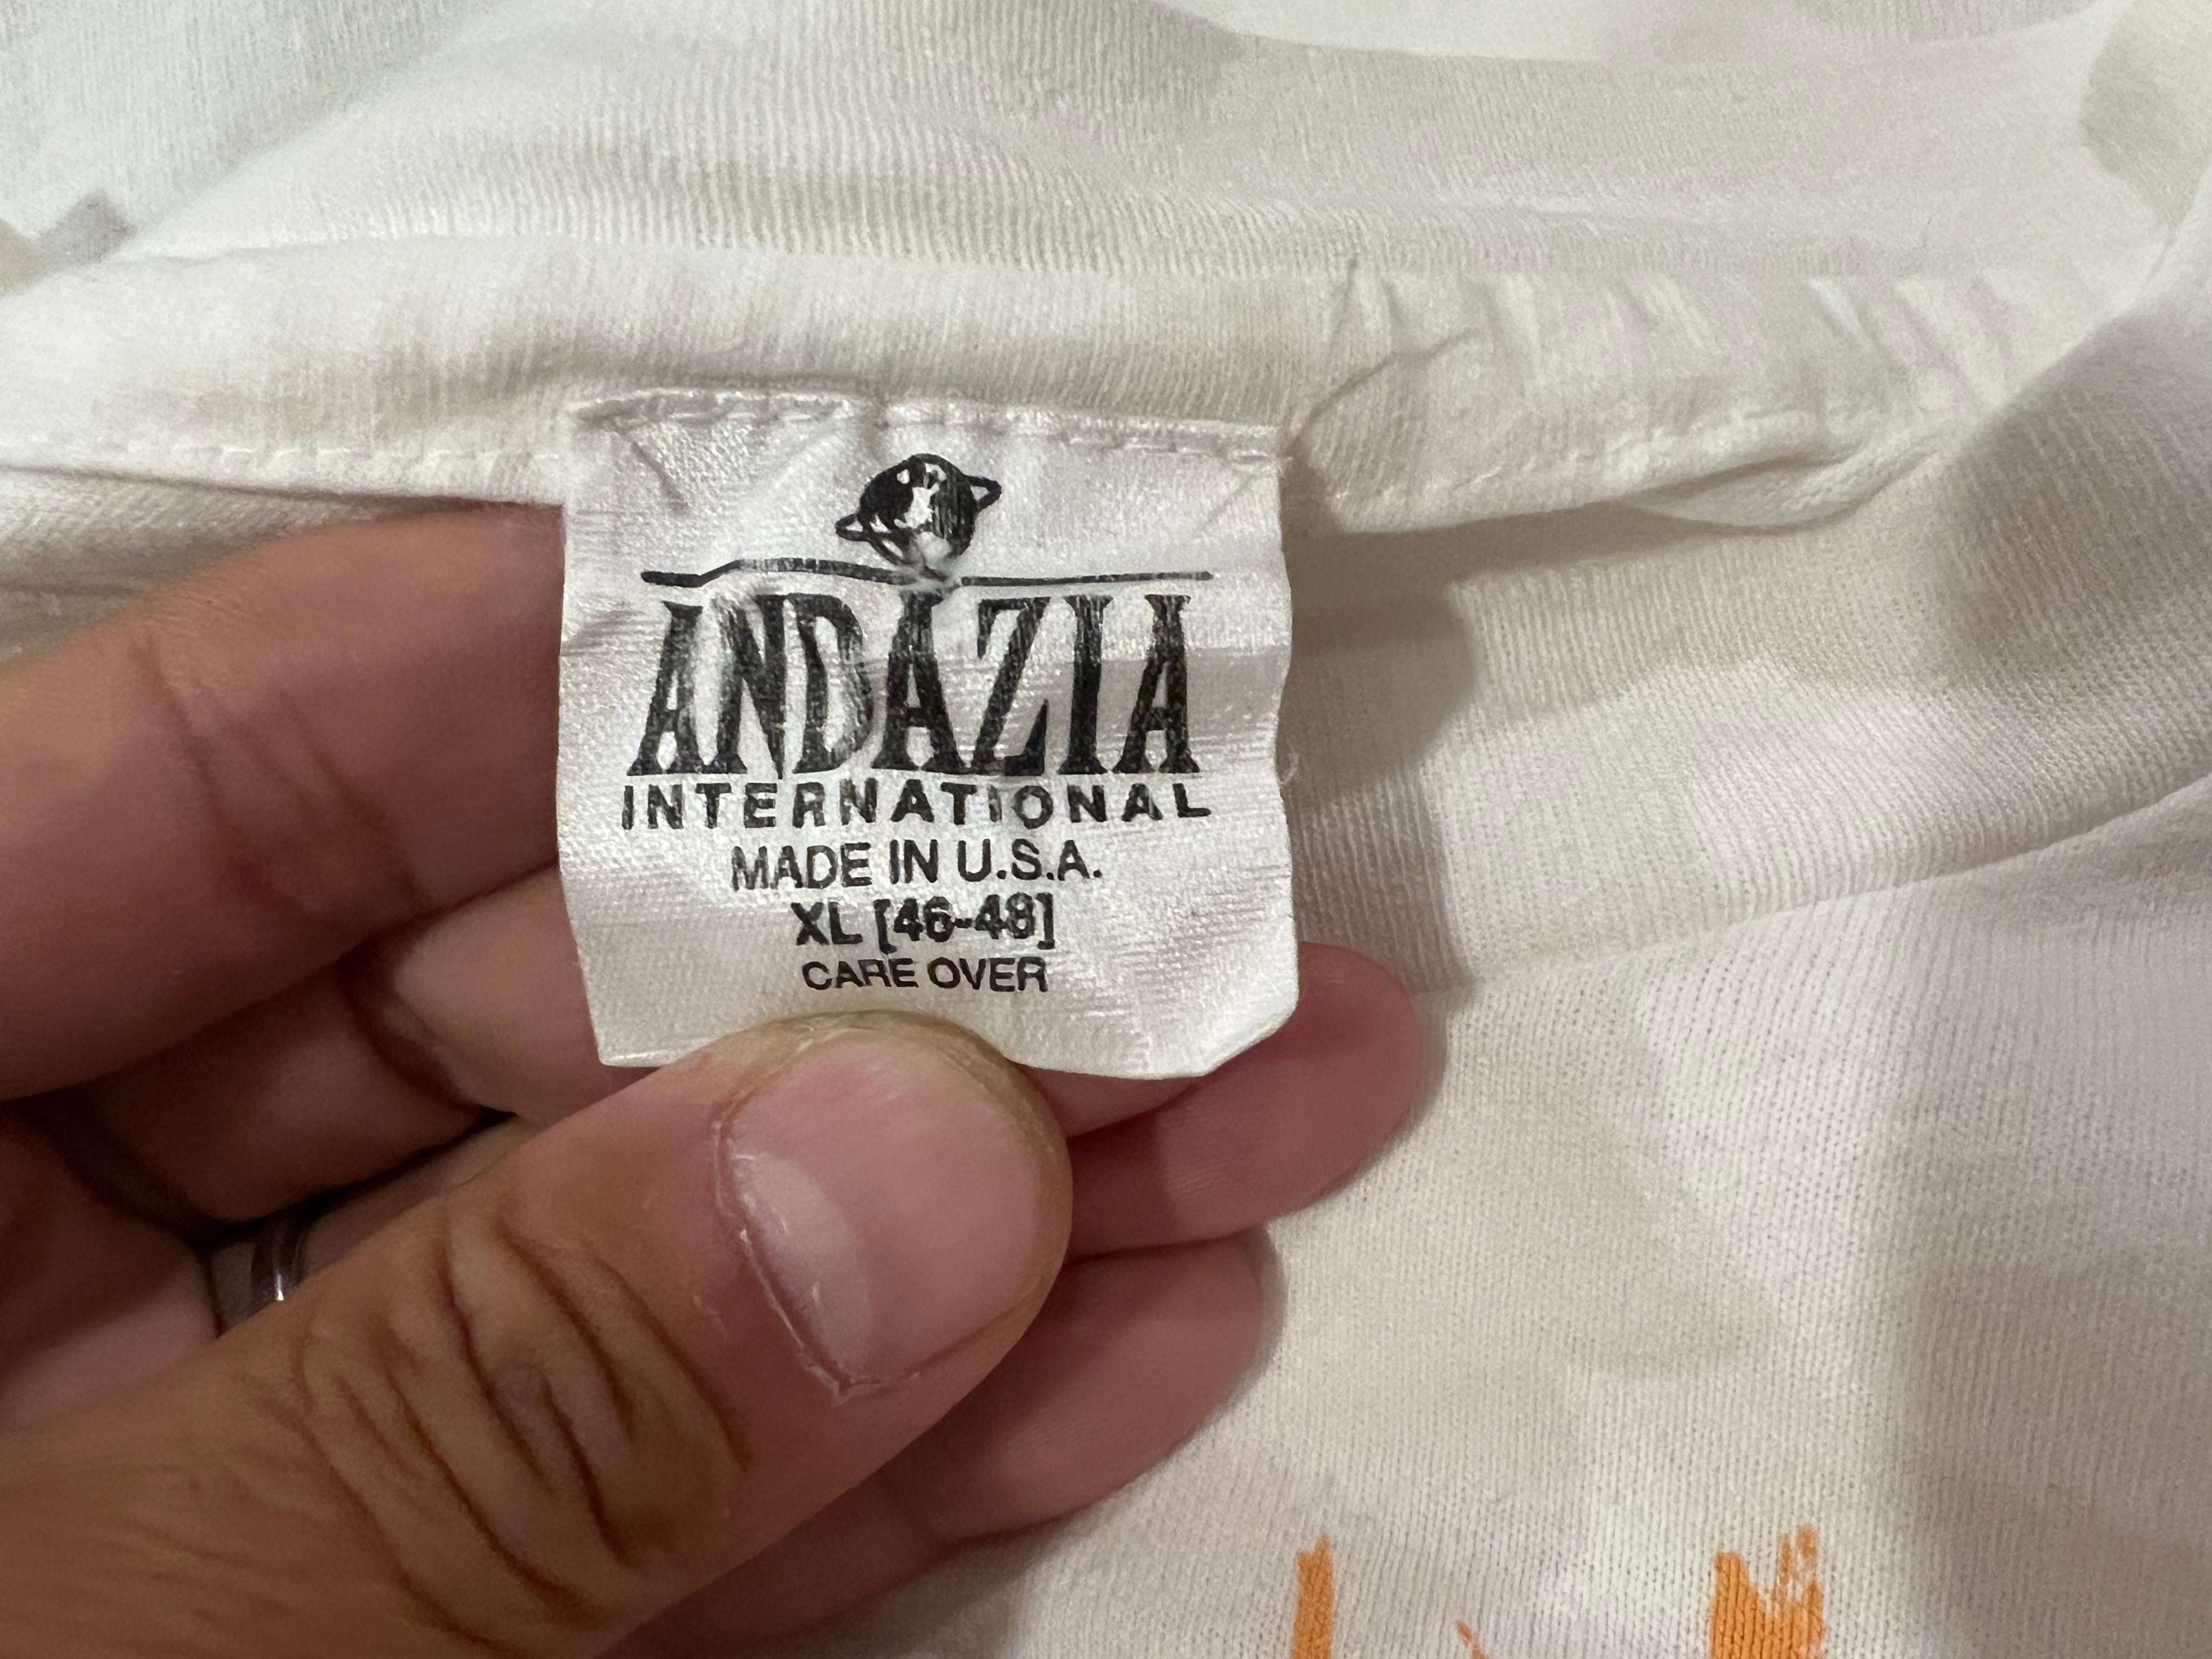 ANDAZIA
INTERNATIONAL
MADE IN U.S.A.
XL [46-48]
CARE OVER